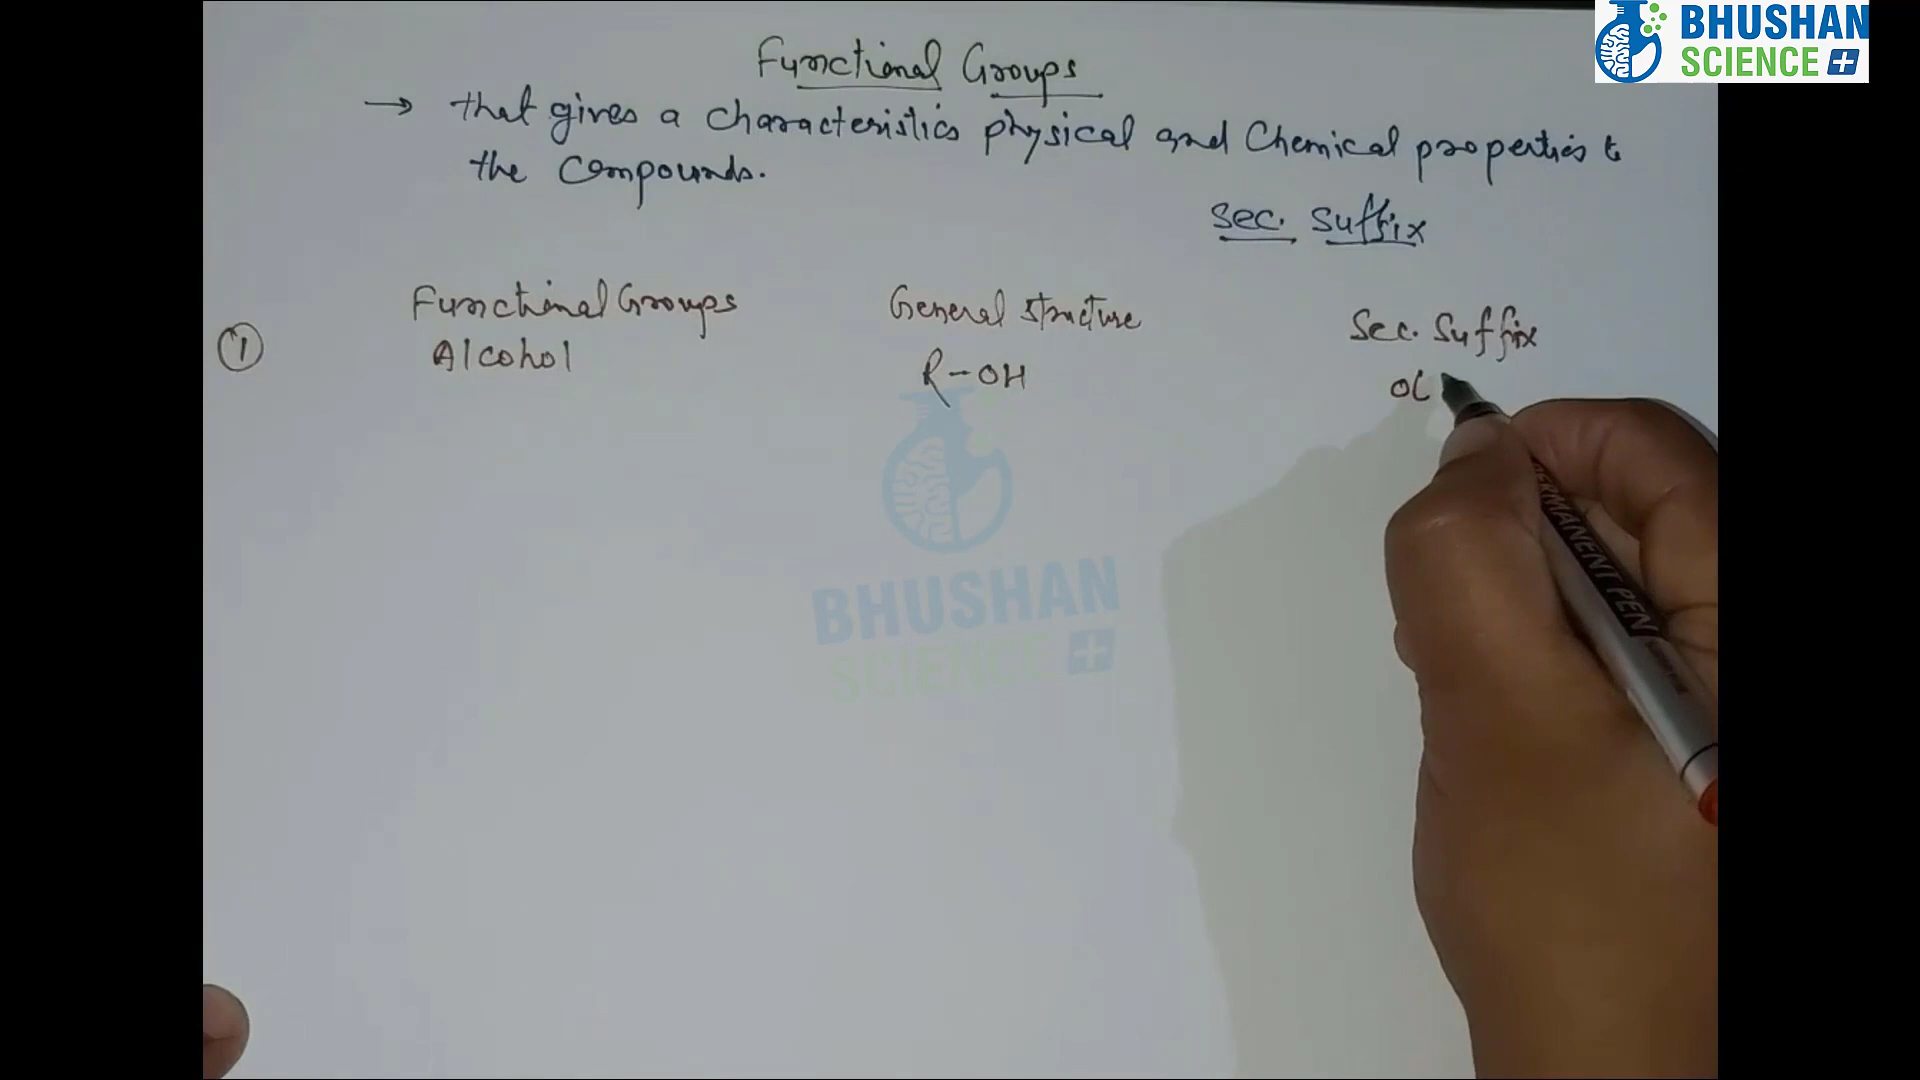 BHUSHAN
SCIENCE +
Functional Groups
→ that gives a characteristics physical and Chemical properties to
the compounds.
Sec. Suffix
Functional Groups General Structure Sec. Suffix
① Alcohol R-OH ol
BHUSHAN
SCIENCE +
PERMANENT PEN